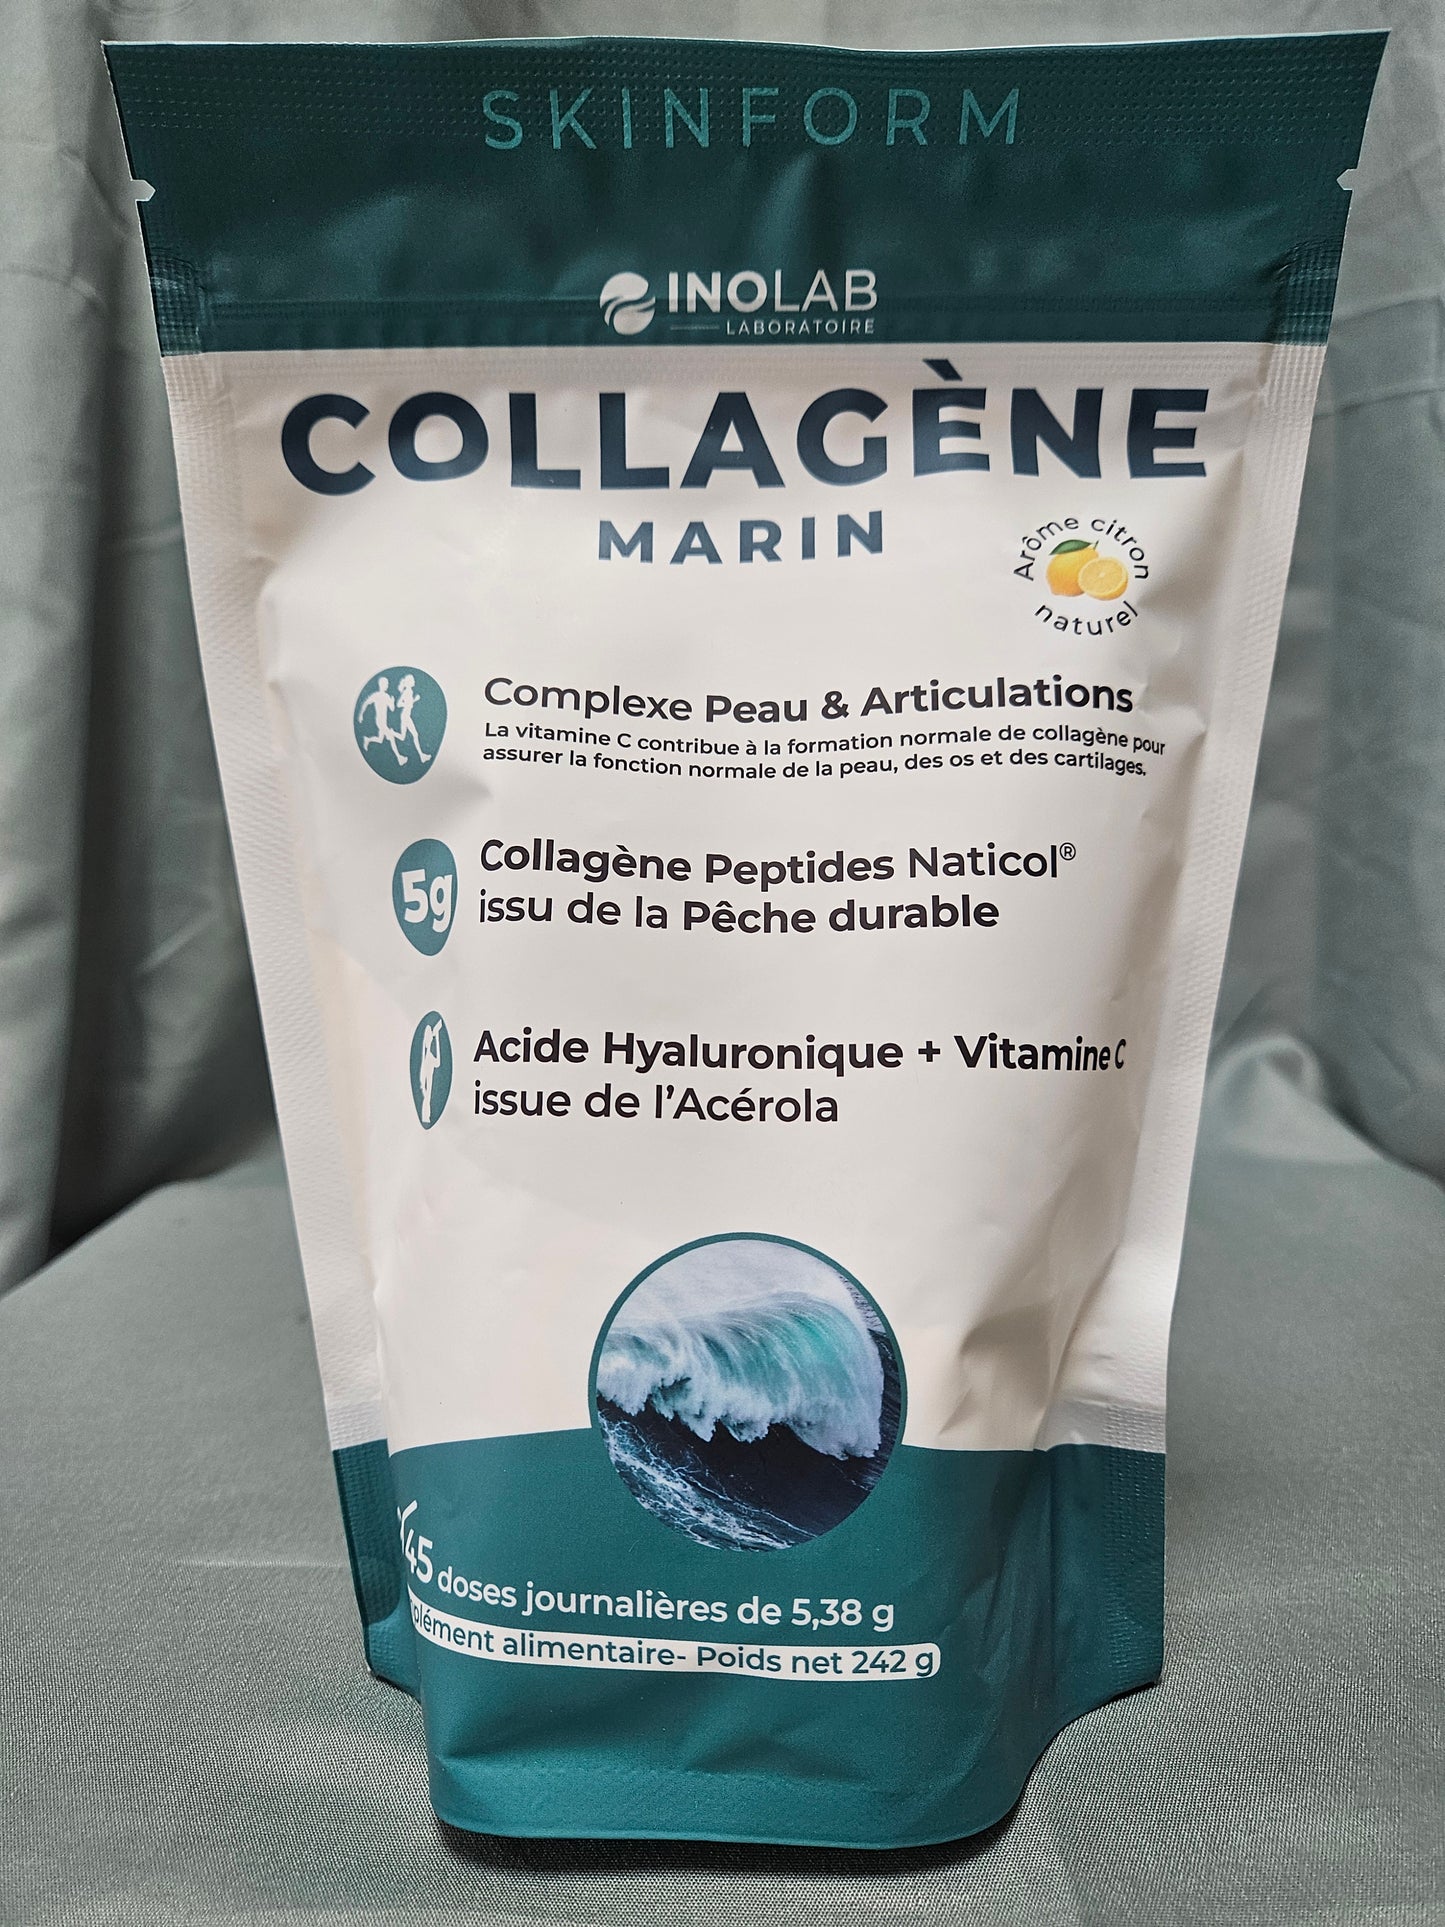 SKINFORM
INOLAB
LABORATOIRE
COLLAGÈNE
MARIN
Arôme citron
naturel
Complexe Peau & Articulations
La vitamine C contribue à la formation normale de collagène pour
assurer la fonction normale de la peau, des os et des cartilages.
5g
Collagène Peptides Naticol®
issu de la Pêche durable
Acide Hyaluronique + Vitamine C
issue de l'Acérola
45 doses journalières de 5,38 g
plément alimentaire- Poids net 242 g